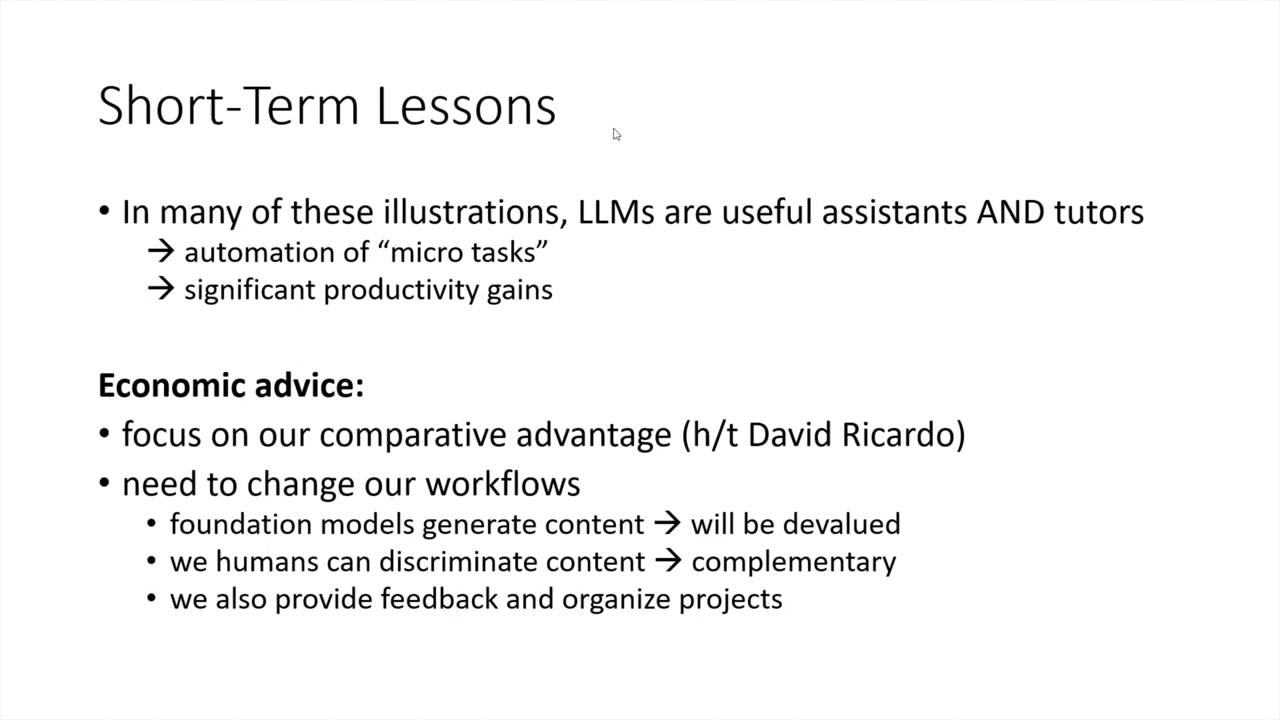 Short-Term Lessons
• In many of these illustrations, LLMs are useful assistants AND tutors
→ automation of “micro tasks”
→ significant productivity gains
Economic advice:
• focus on our comparative advantage (h/t David Ricardo)
• need to change our workflows
• foundation models generate content → will be devalued
• we humans can discriminate content → complementary
• we also provide feedback and organize projects